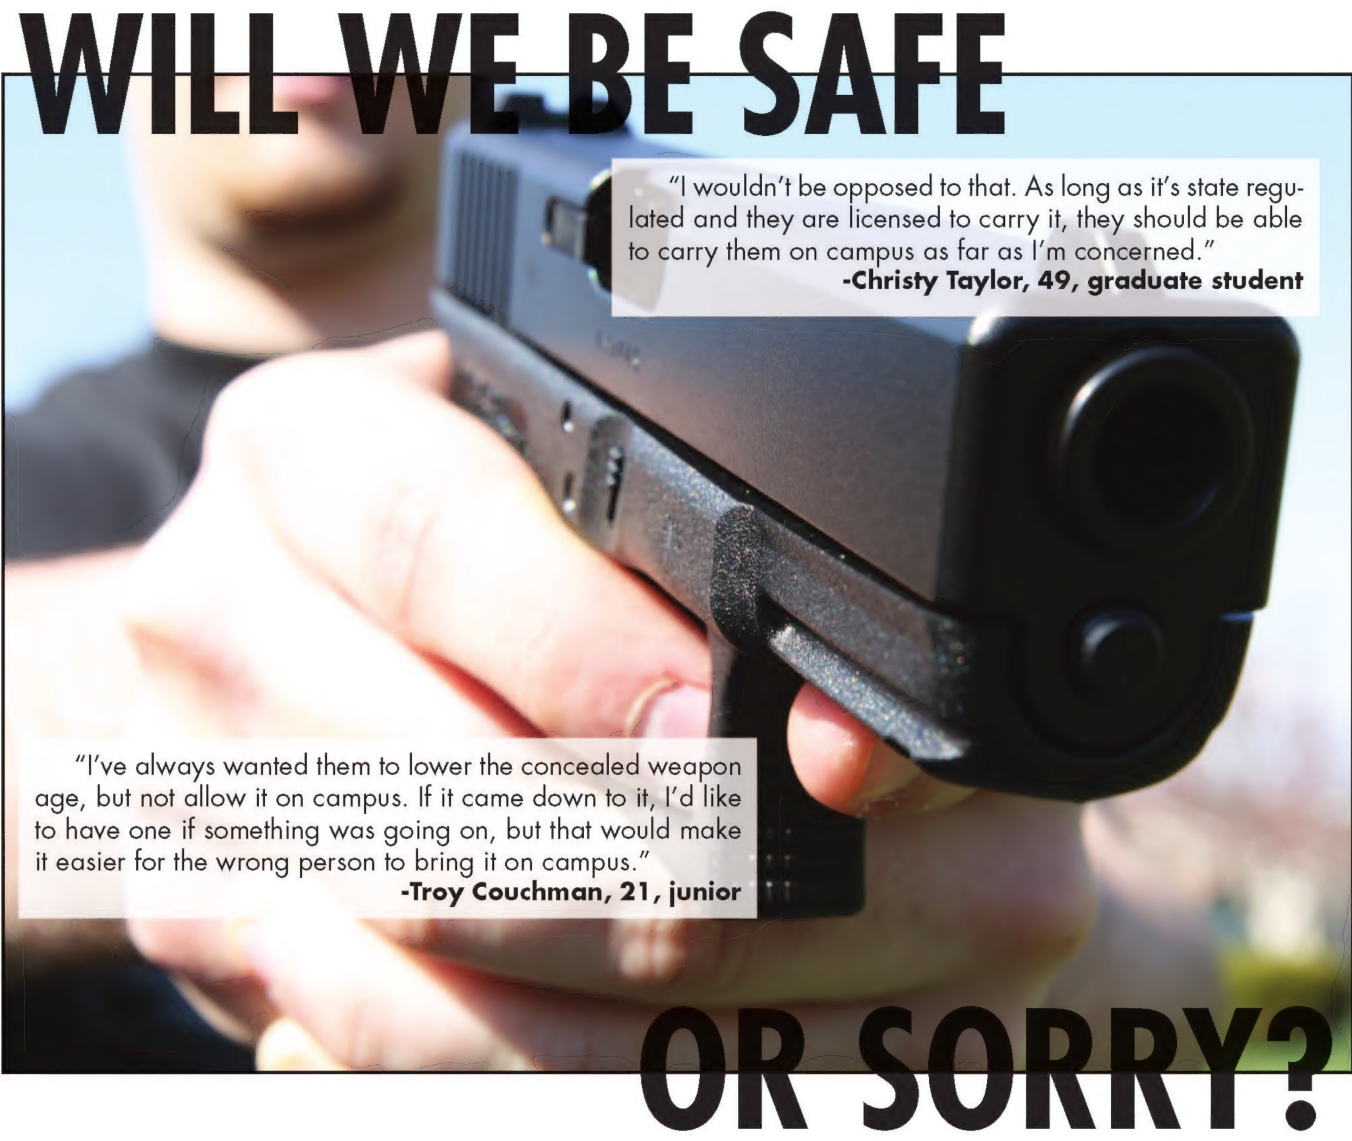 WILL WE BE SAFE
“I wouldn’t be opposed to that. As long as it’s state regu-
lated and they are licensed to carry it, they should be able
to carry them on campus as far as I’m concerned.”
-Christy Taylor, 49, graduate student
“I’ve always wanted them to lower the concealed weapon
age, but not allow it on campus. If it came down to it, I’d like
to have one if something was going on, but that would make
it easier for the wrong person to bring it on campus.”
-Troy Couchman, 21, junior
OR SORRY?